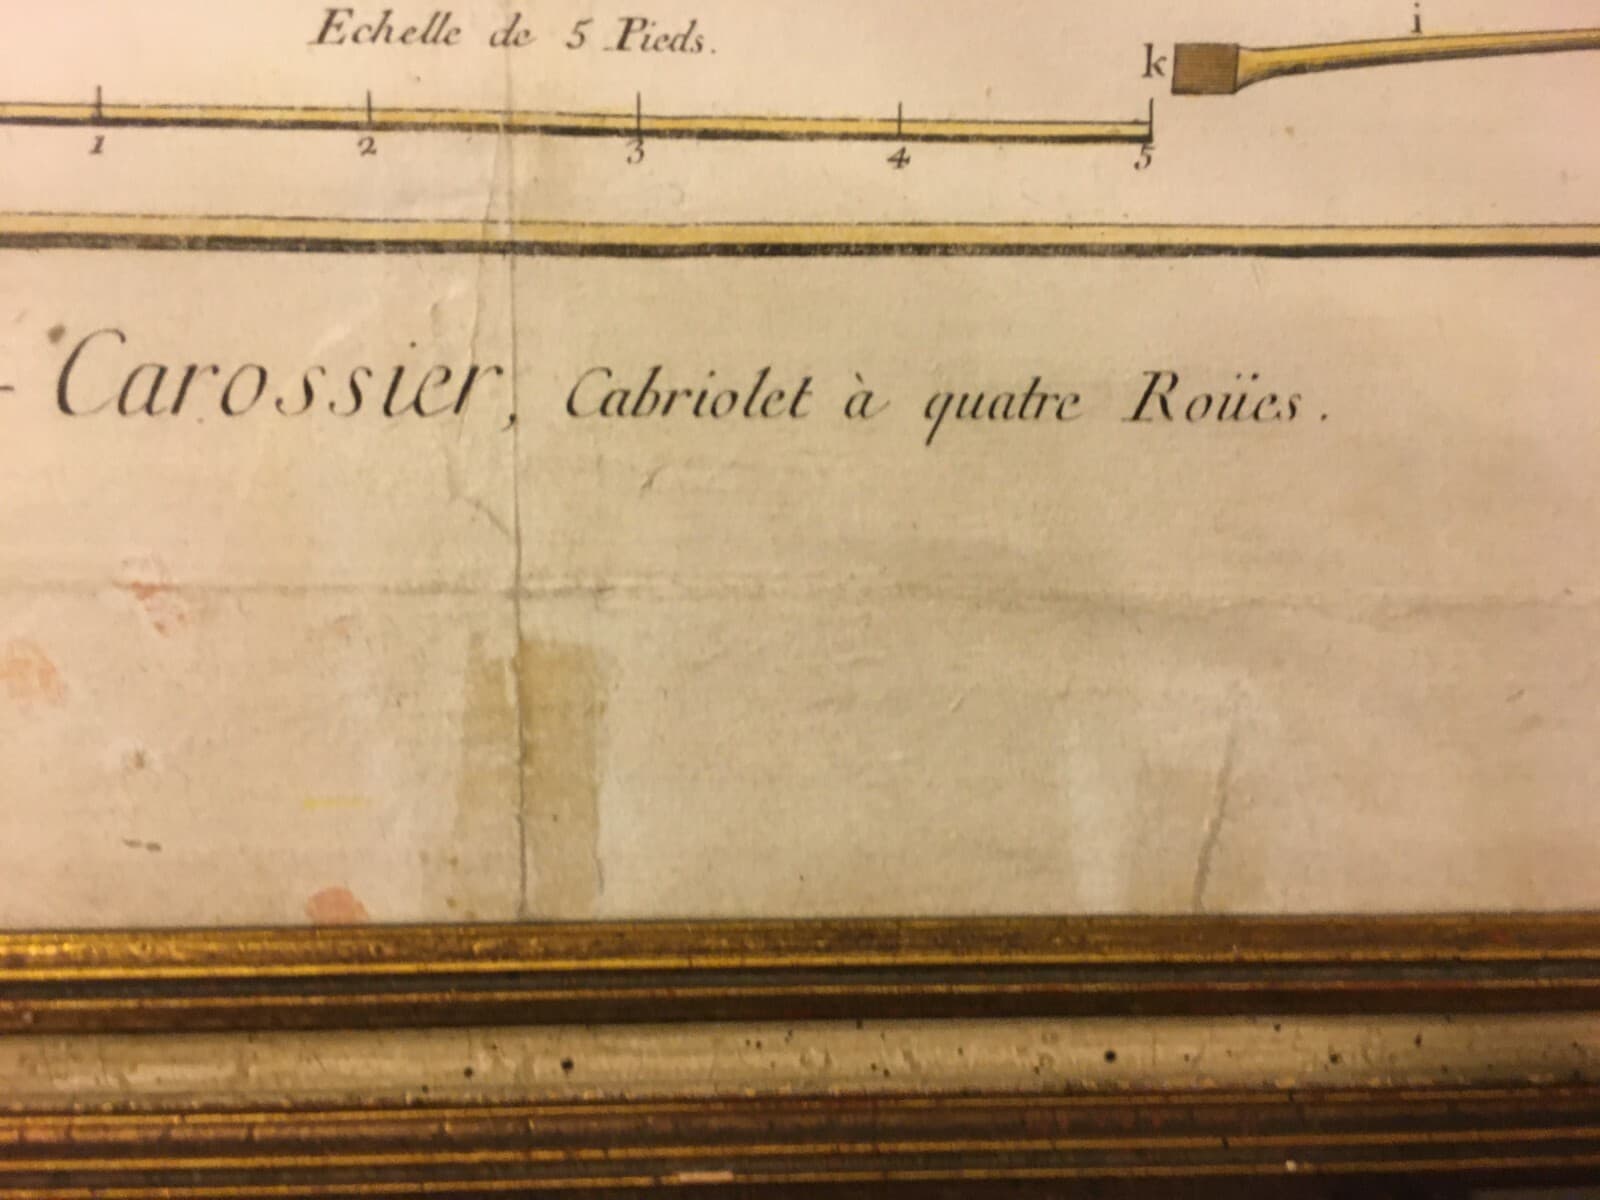 Echelle de 5 Pieds.
k i
1 2 3 4 5
- Carossier, Cabriolet à quatre Roües.